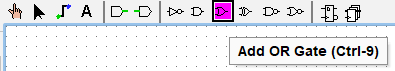 A
Add OR Gate (Ctrl-9)